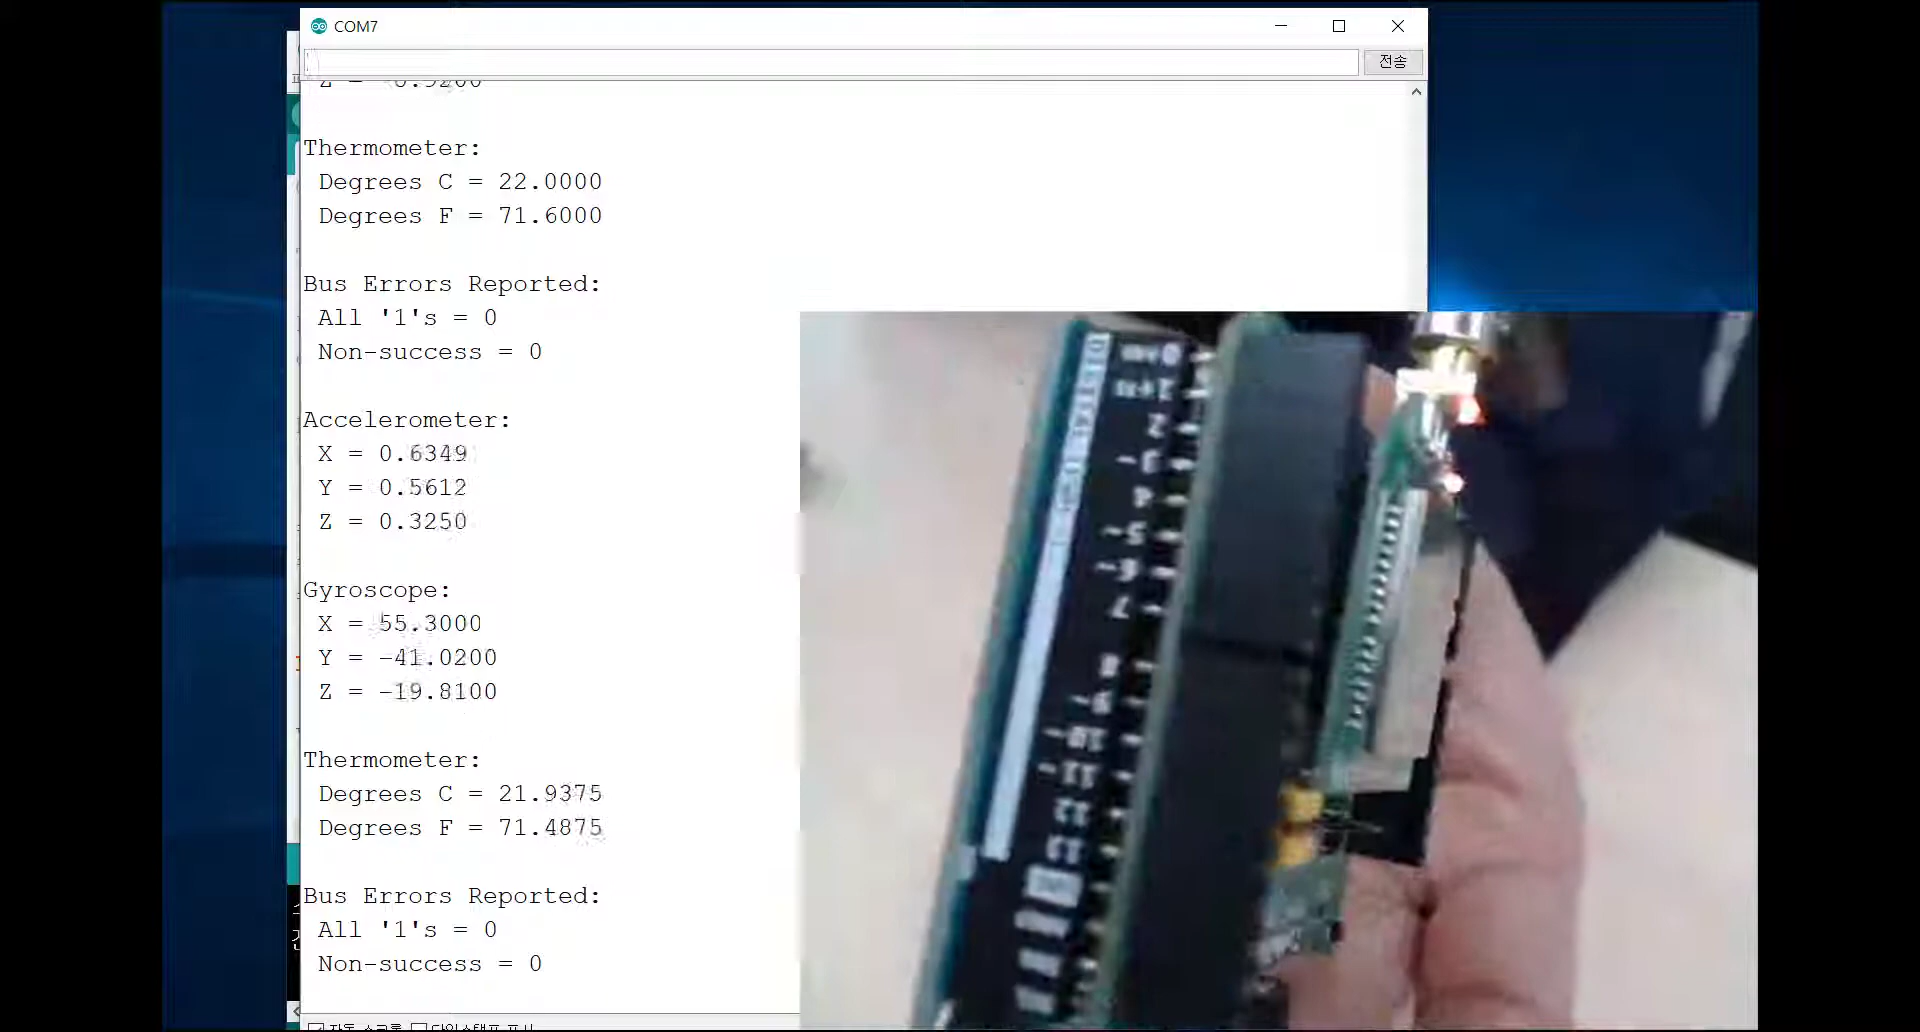 COM7
전송
Thermometer:
Degrees C = 22.0000
Degrees F = 71.6000
Bus Errors Reported:
All '1's = 0
Non-success = 0
Accelerometer:
X = 0.6349
Y = 0.5612
Z = 0.3250
Gyroscope:
X = 55.3000
Y = -41.0200
Z = -19.8100
Thermometer:
Degrees C = 21.9375
Degrees F = 71.4875
Bus Errors Reported:
All '1's = 0
Non-success = 0